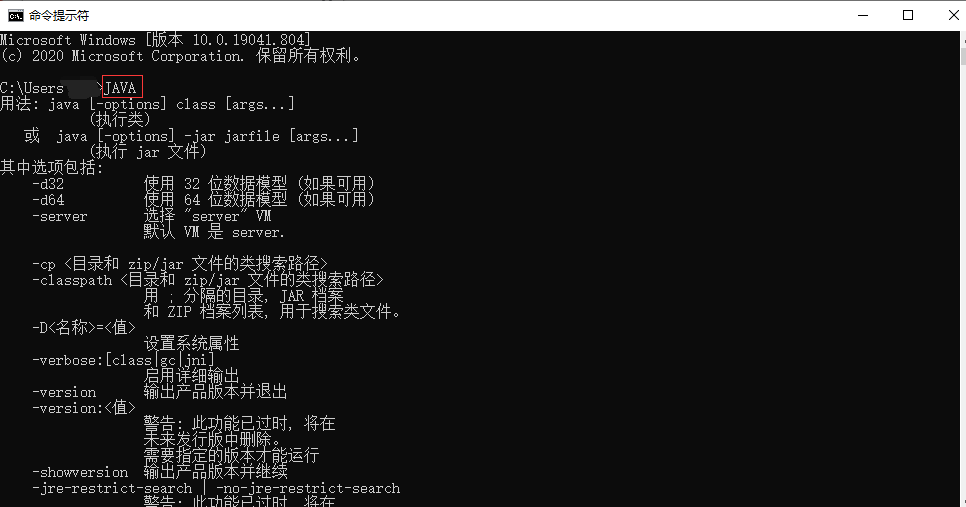 命令提示符
Microsoft Windows [版本 10.0.19041.804]
(c) 2020 Microsoft Corporation. 保留所有权利。
C:\Users >JAVA
用法: java [-options] class [args...]
(执行类)
或 java [-options] -jar jarfile [args...]
(执行 jar 文件)
其中选项包括:
-d32 使用 32 位数据模型 (如果可用)
-d64 使用 64 位数据模型 (如果可用)
-server 选择 "server" VM
默认 VM 是 server.
-cp <目录和 zip/jar 文件的类搜索路径>
-classpath <目录和 zip/jar 文件的类搜索路径>
用 ; 分隔的目录, JAR 档案
和 ZIP 档案列表, 用于搜索类文件。
-D<名称>=<值>
设置系统属性
-verbose:[class|gc|jni]
启用详细输出
-version 输出产品版本并退出
-version:<值>
警告: 此功能已过时, 将在
未来发行版中删除。
需要指定的版本才能运行
-showversion 输出产品版本并继续
-jre-restrict-search | -no-jre-restrict-search
警告: 此功能已过时, 将在